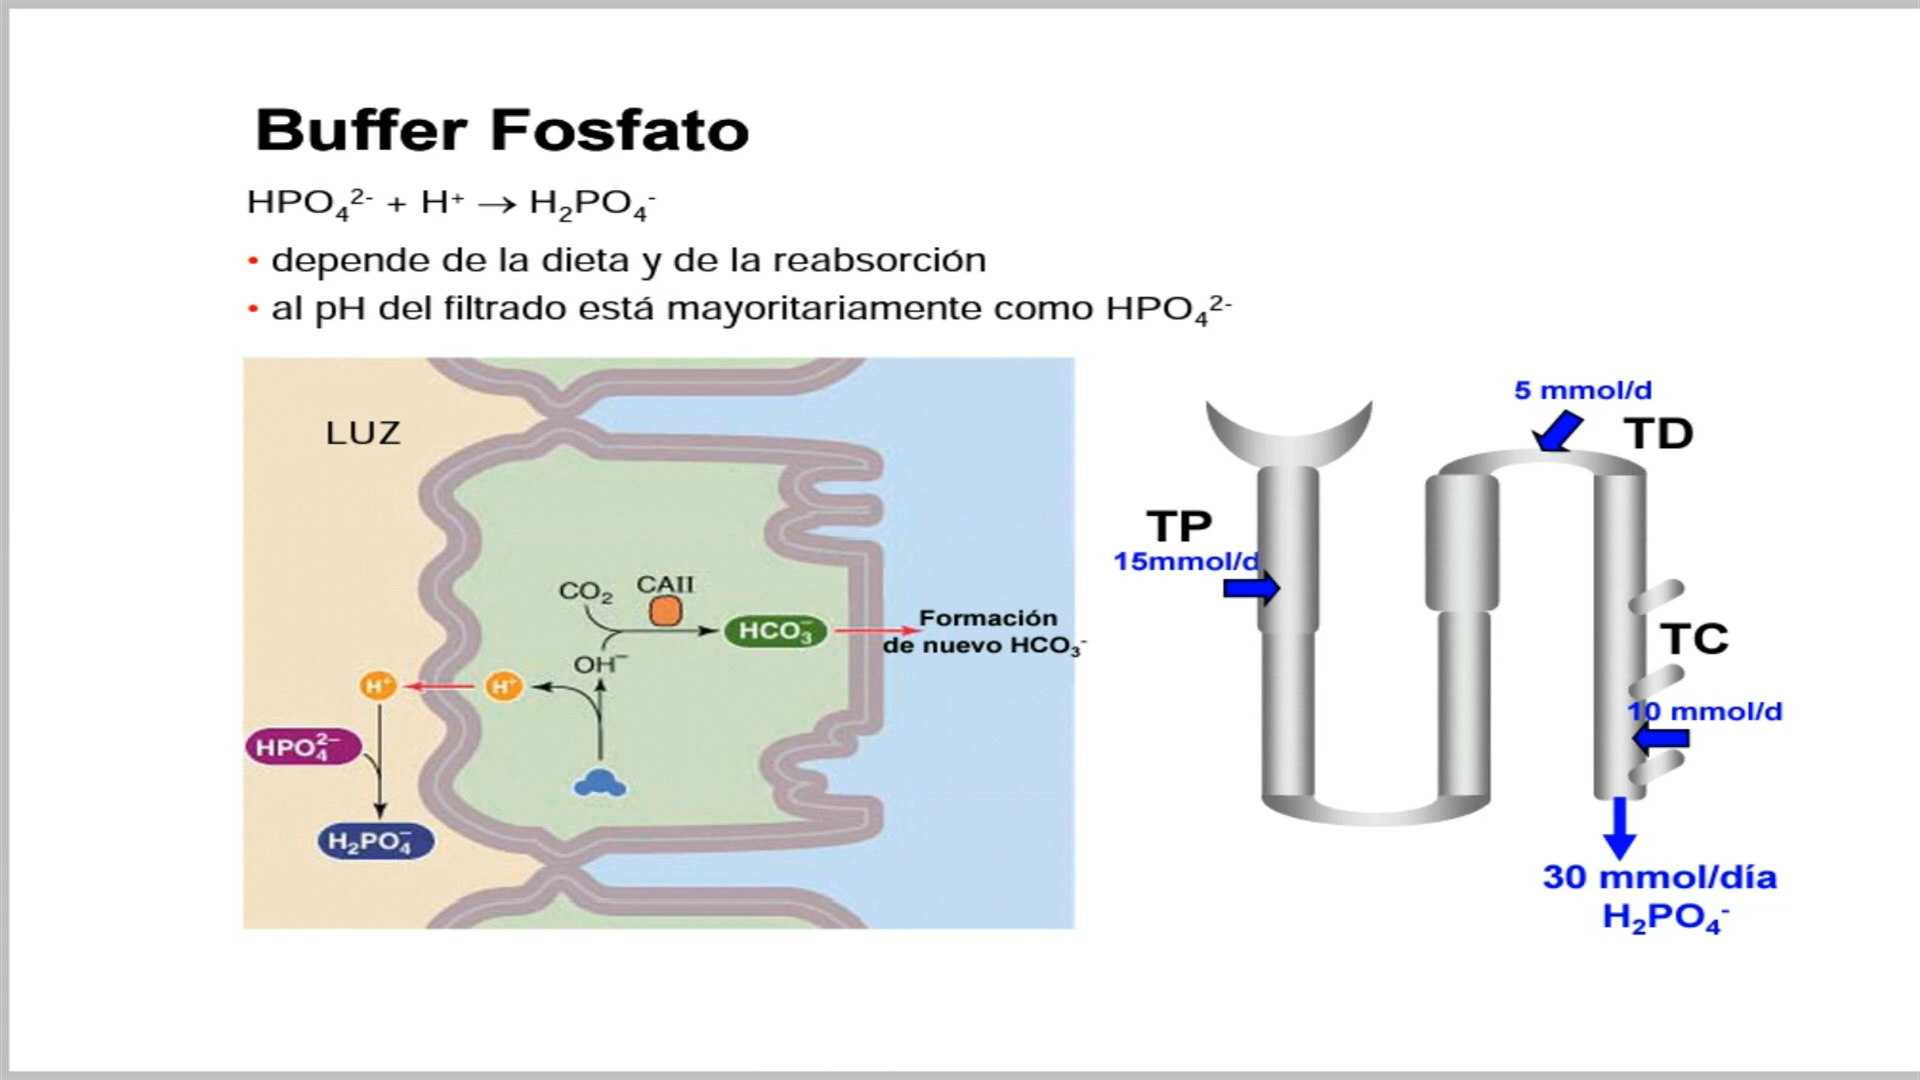 Buffer Fosfato
HPO₄²⁻ + H⁺ → H₂PO₄⁻
• depende de la dieta y de la reabsorción
• al pH del filtrado está mayoritariamente como HPO₄²⁻
LUZ
CO₂ CAII
HCO₃⁻
Formación
de nuevo HCO₃⁻
OH⁻
H⁺ H⁺
HPO₄²⁻
H₂PO₄⁻
5 mmol/d
TD
TP
15mmol/d
TC
10 mmol/d
30 mmol/día
H₂PO₄⁻